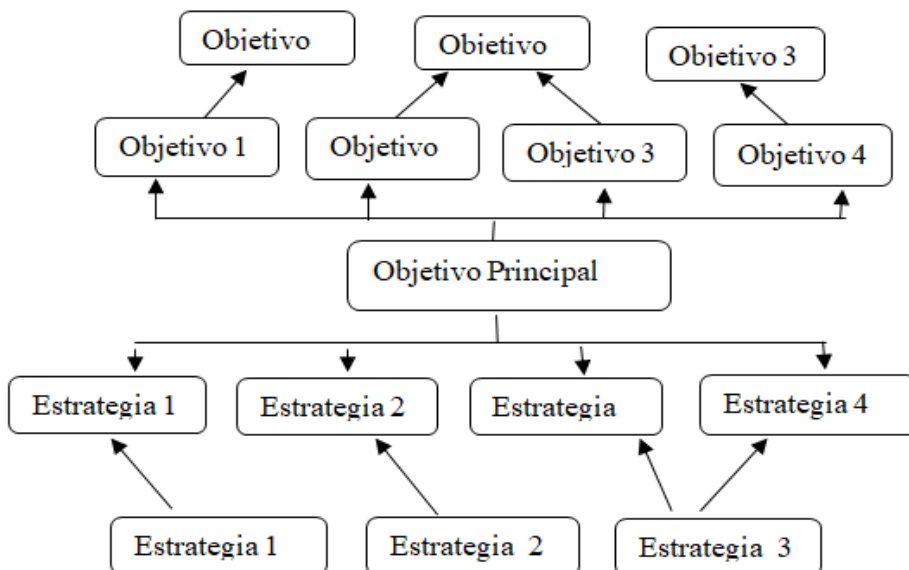 Objetivo
Objetivo
Objetivo 3
Objetivo 1
Objetivo
Objetivo 3
Objetivo 4
Objetivo Principal
Estrategia 1
Estrategia 2
Estrategia
Estrategia 4
Estrategia 1
Estrategia 2
Estrategia 3